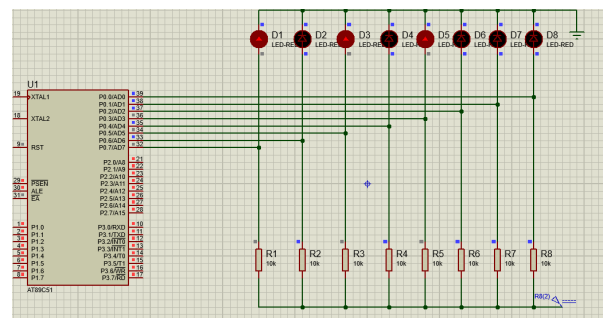 D1 D2 D3 D4 D5 D6 D7 D8
LED-RED LED-RED LED-RED LED-RED LED-RED LED-RED LED-RED LED-RED
U1
19 XTAL1 P0.0/AD0 39
P0.1/AD1 38
P0.2/AD2 37
18 XTAL2 P0.3/AD3 36
P0.4/AD4 35
P0.5/AD5 34
P0.6/AD6 33
9 RST P0.7/AD7 32
P2.0/A8 21
P2.1/A9 22
P2.2/A10 23
29 PSEN P2.3/A11 24
30 ALE P2.4/A12 25
31 EA P2.5/A13 26
P2.6/A14 27
P2.7/A15 28
1 P1.0 P3.0/RXD 10
2 P1.1 P3.1/TXD 11
3 P1.2 P3.2/INT0 12
4 P1.3 P3.3/INT1 13
5 P1.4 P3.4/T0 14
6 P1.5 P3.5/T1 15
7 P1.6 P3.6/WR 16
8 P1.7 P3.7/RD 17
AT89C51
R1 R2 R3 R4 R5 R6 R7 R8
10k 10k 10k 10k 10k 10k 10k 10k
R8(2)